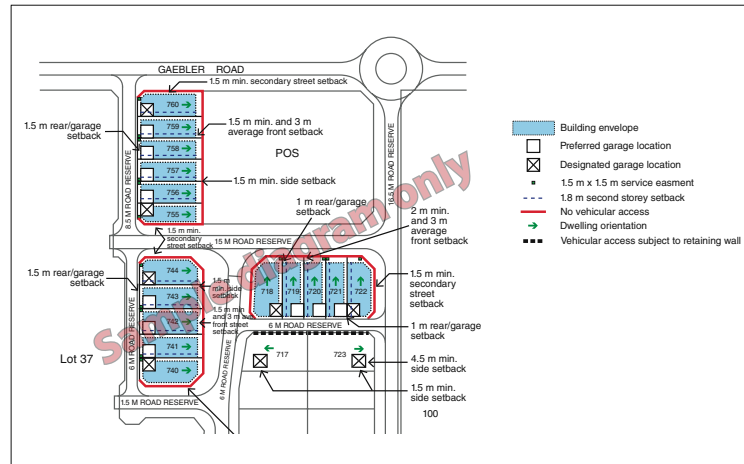 GAEBLER ROAD
1.5 m min. secondary street setback
760
759
758
757
756
755
1.5 m rear/garage
setback
1.5 m min. and 3 m
average front setback
POS
1.5 m min. side setback
8.5 M ROAD RESERVE
16.5 M ROAD RESERVE
1 m rear/garage
setback
2 m min.
and 3 m
average
front setback
1.5 m min.
secondary
street setback
15 M ROAD RESERVE
1.5 m rear/garage
setback
744
743
742
741
740
1.5 m
min. side
setback
1.5 m min
and 3 m av
front street
setback
718
719
720
721
722
1.5 m min.
secondary
street
setback
6 M ROAD RESERVE
1 m rear/garage
setback
6 M ROAD RESERVE
6 M ROAD RESERVE
Lot 37
717
723
4.5 m min.
side setback
1.5 m min.
side setback
1.5 M ROAD RESERVE
100
Sample diagram only
Building envelope
Preferred garage location
Designated garage location
1.5 m x 1.5 m service easment
1.8 m second storey setback
No vehicular access
Dwelling orientation
Vehicular access subject to retaining wall